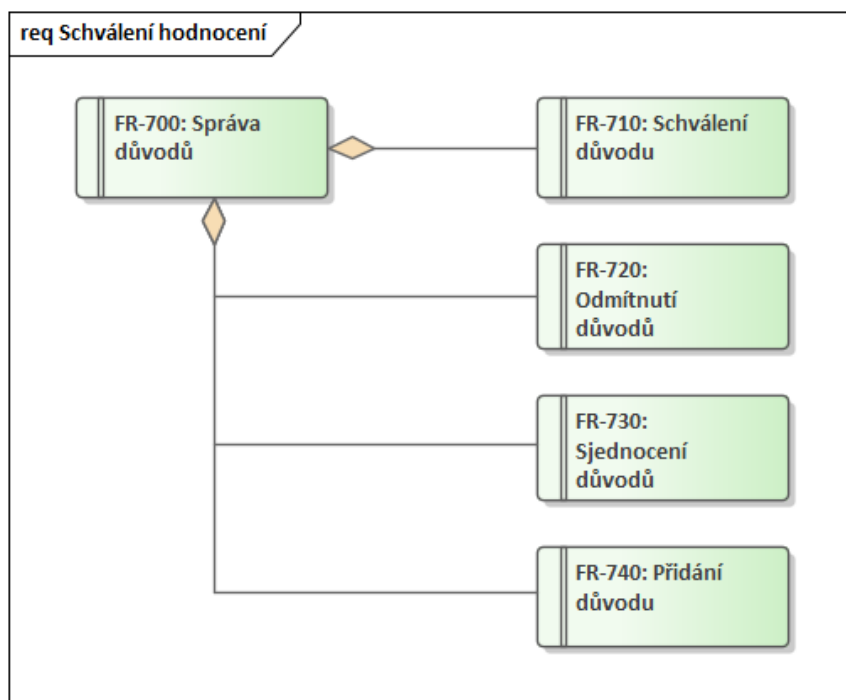 req Schválení hodnocení
FR-700: Správa
důvodů
FR-710: Schválení
důvodu
FR-720:
Odmítnutí
důvodů
FR-730:
Sjednocení
důvodů
FR-740: Přidání
důvodu